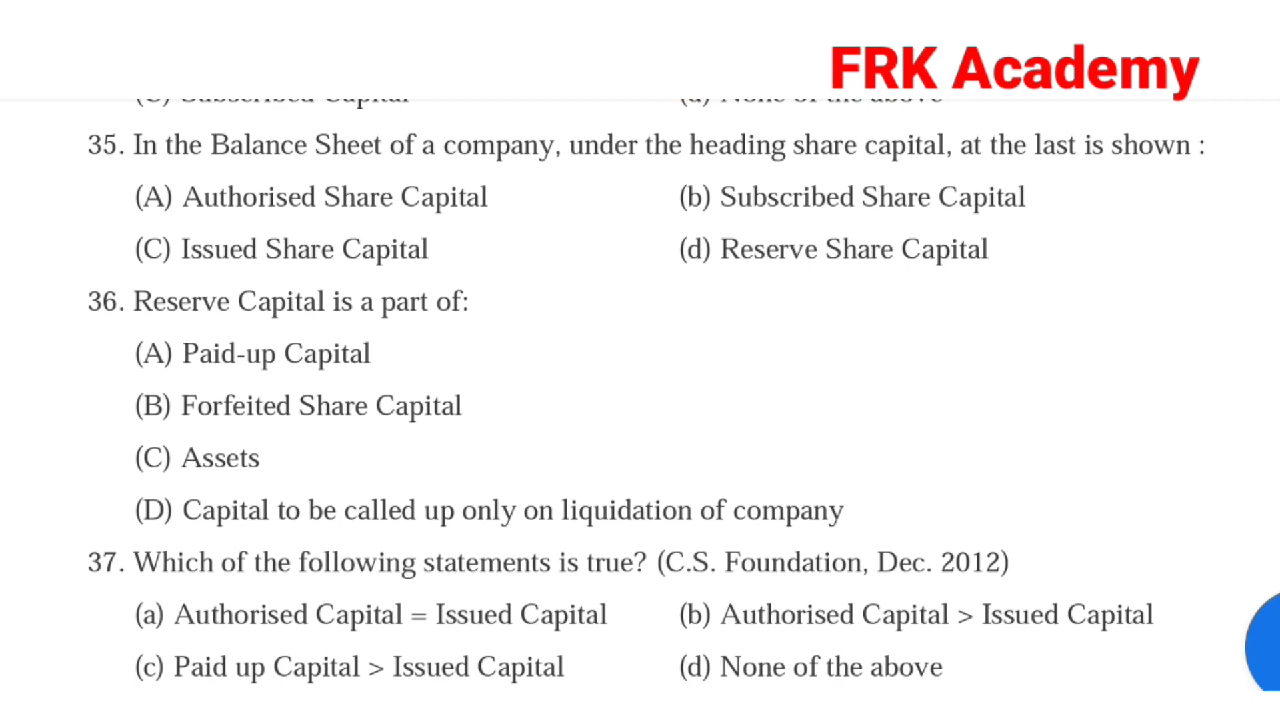 FRK Academy
35. In the Balance Sheet of a company, under the heading share capital, at the last is shown :
(A) Authorised Share Capital (b) Subscribed Share Capital
(C) Issued Share Capital (d) Reserve Share Capital
36. Reserve Capital is a part of:
(A) Paid-up Capital
(B) Forfeited Share Capital
(C) Assets
(D) Capital to be called up only on liquidation of company
37. Which of the following statements is true? (C.S. Foundation, Dec. 2012)
(a) Authorised Capital = Issued Capital (b) Authorised Capital > Issued Capital
(c) Paid up Capital > Issued Capital (d) None of the above